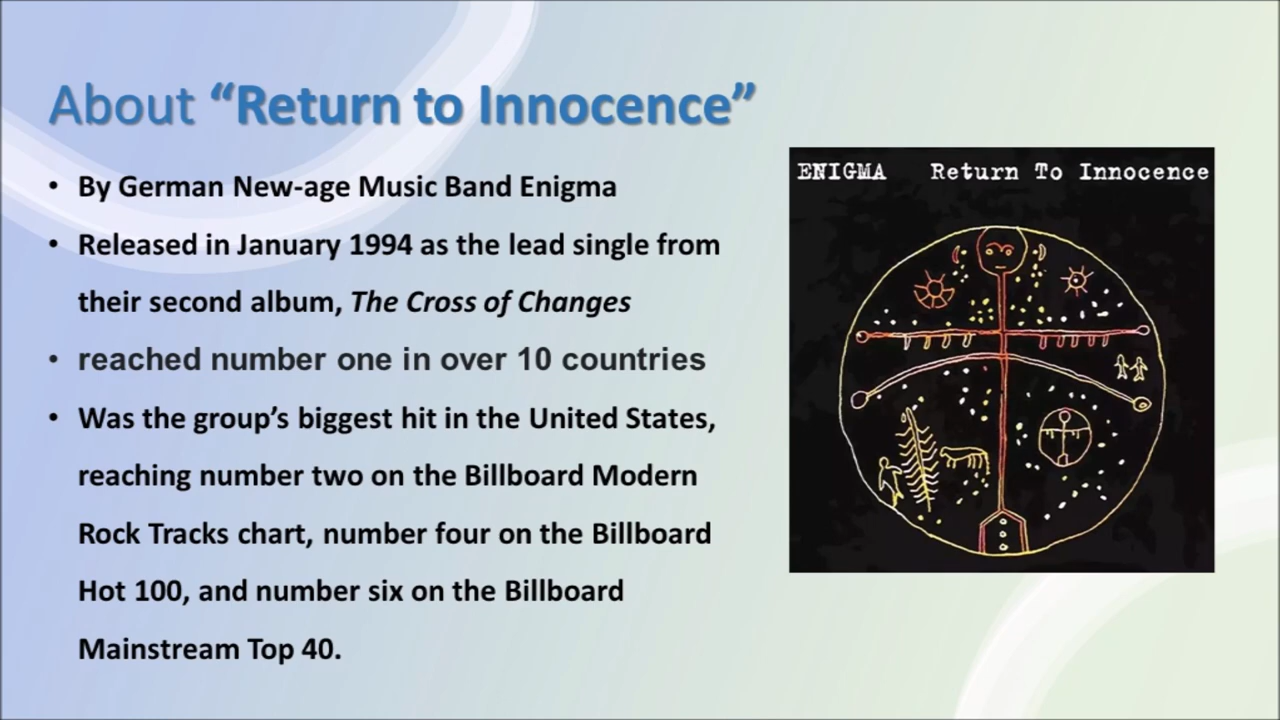 About “Return to Innocence”
• By German New-age Music Band Enigma
• Released in January 1994 as the lead single from
their second album, The Cross of Changes
• reached number one in over 10 countries
• Was the group’s biggest hit in the United States,
reaching number two on the Billboard Modern
Rock Tracks chart, number four on the Billboard
Hot 100, and number six on the Billboard
Mainstream Top 40.
ENIGMA Return To Innocence